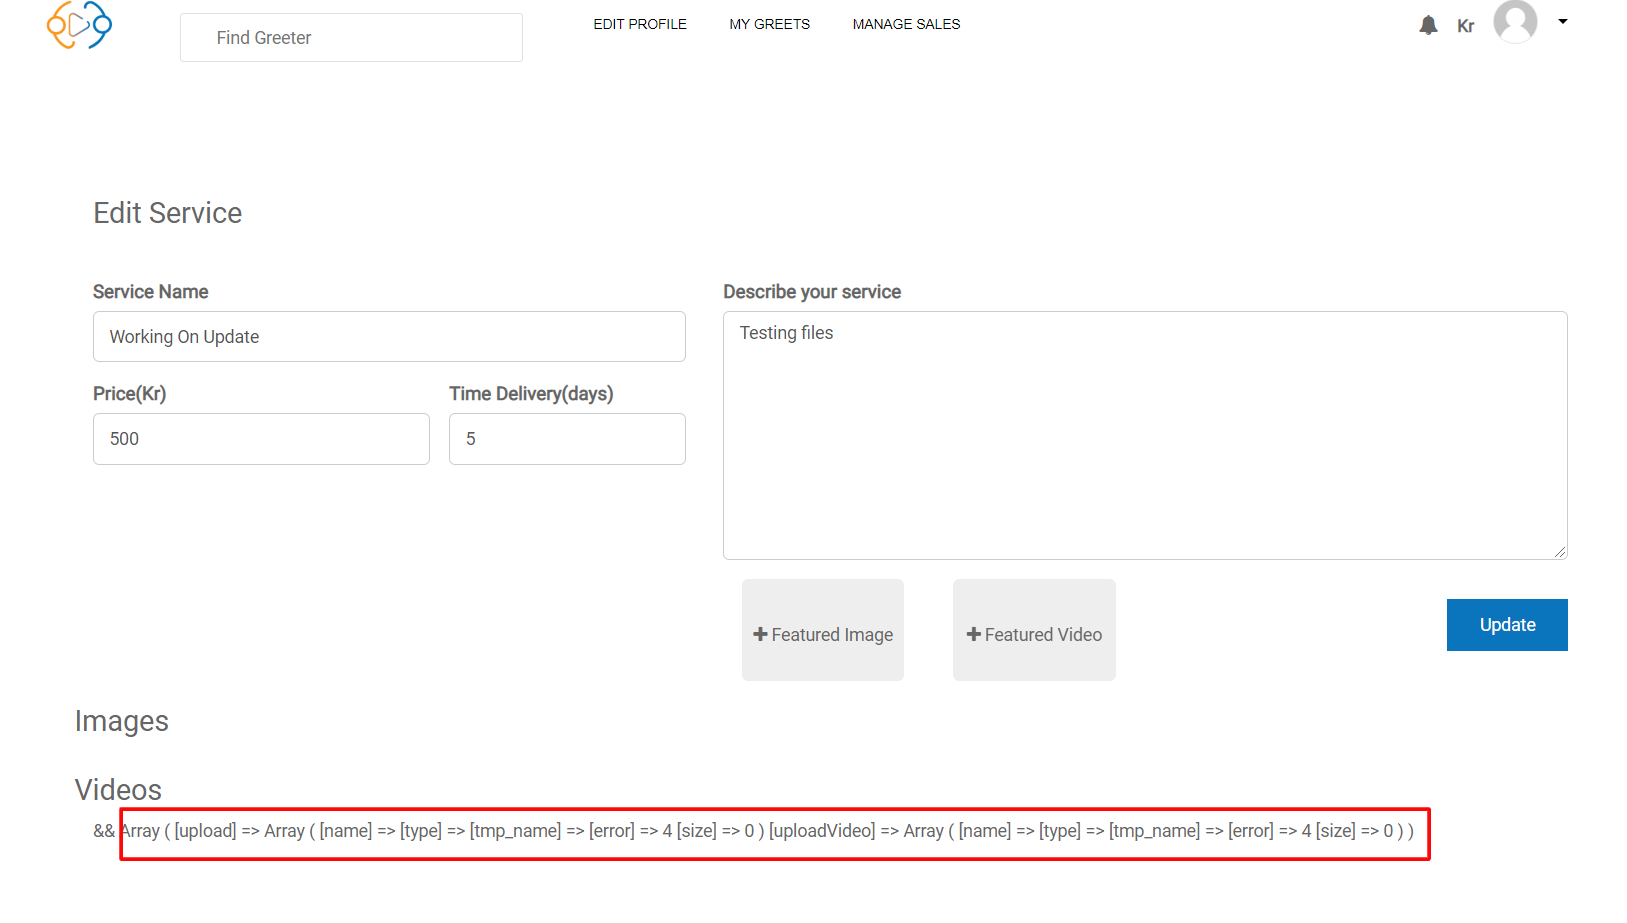 Find Greeter
EDIT PROFILE
MY GREETS
MANAGE SALES
Kr
Edit Service
Service Name
Working On Update
Price(Kr)
500
Time Delivery(days)
5
Describe your service
Testing files
Featured Image
Featured Video
Update
Images
Videos
&& Array ( [upload] => Array ( [name] => [type] => [tmp_name] => [error] => 4 [size] => 0 ) [uploadVideo] => Array ( [name] => [type] => [tmp_name] => [error] => 4 [size] => 0 ) )